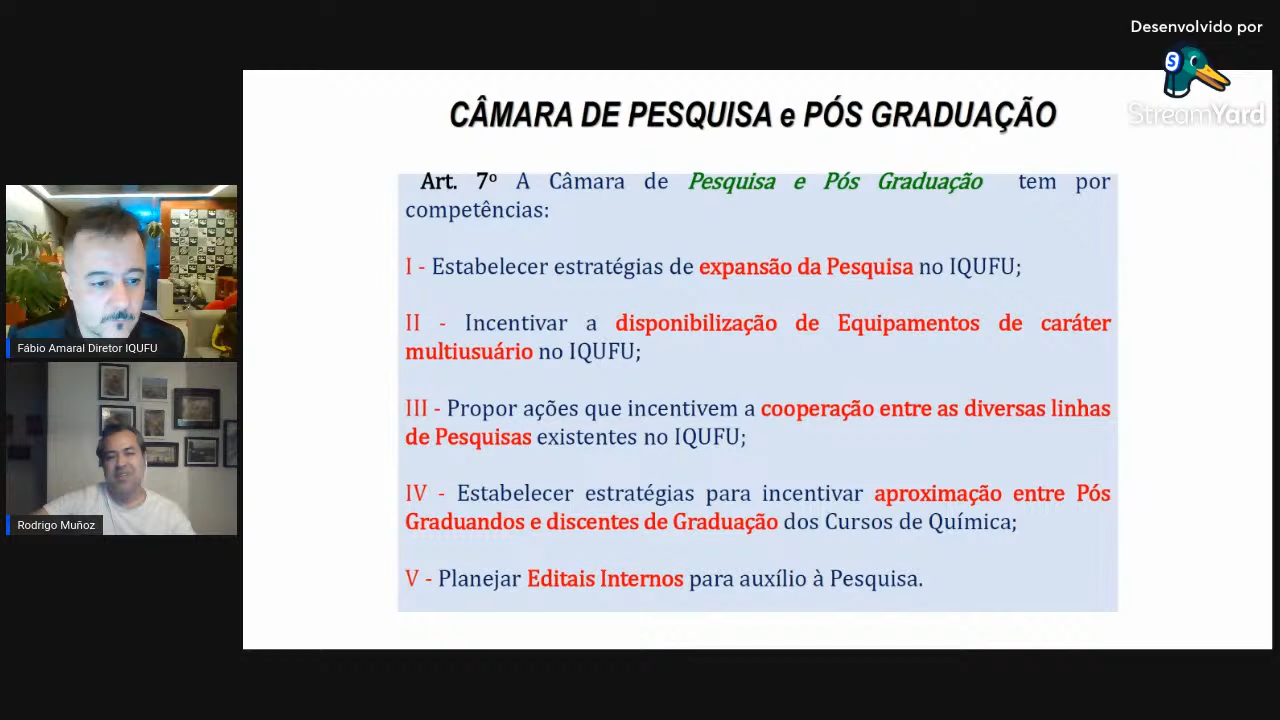 Desenvolvido por
S
StreamYard
CÂMARA DE PESQUISA e PÓS GRADUAÇÃO
Art. 7º A Câmara de Pesquisa e Pós Graduação tem por
competências:
I - Estabelecer estratégias de expansão da Pesquisa no IQUFU;
II - Incentivar a disponibilização de Equipamentos de caráter
multiusuário no IQUFU;
III - Propor ações que incentivem a cooperação entre as diversas linhas
de Pesquisas existentes no IQUFU;
IV - Estabelecer estratégias para incentivar aproximação entre Pós
Graduandos e discentes de Graduação dos Cursos de Química;
V - Planejar Editais Internos para auxílio à Pesquisa.
Fábio Amaral Diretor IQUFU
Rodrigo Muñoz